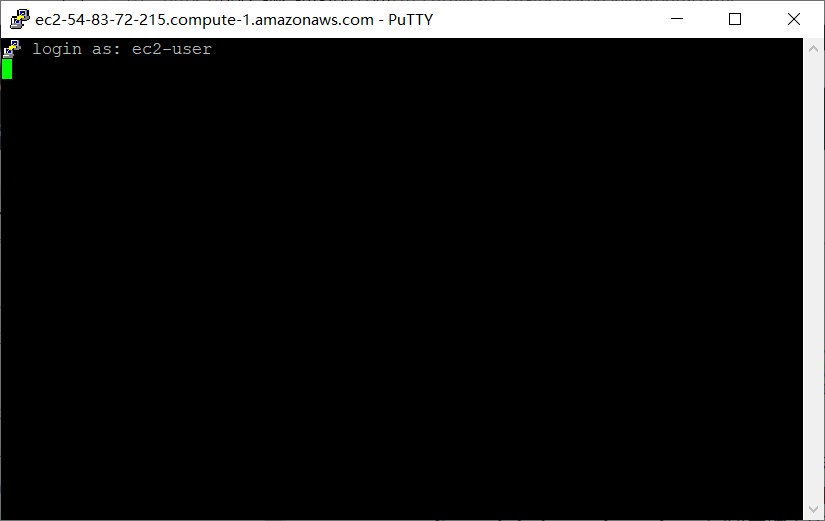 ec2-54-83-72-215.compute-1.amazonaws.com - PuTTY
login as: ec2-user